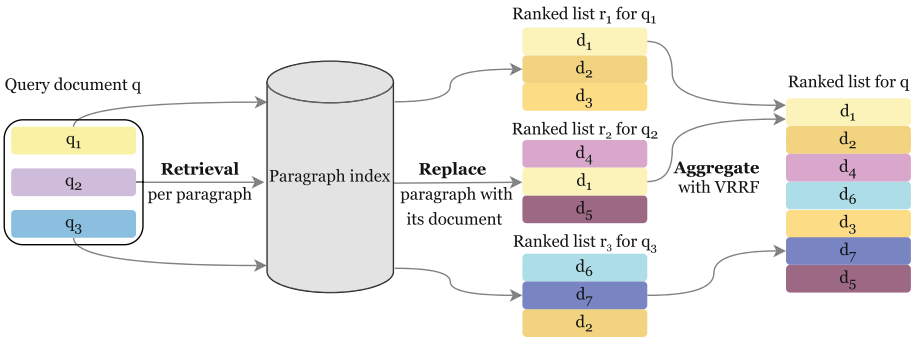 Query document q
q₁
q₂
q₃
Retrieval
per paragraph
Paragraph index
Replace
paragraph with
its document
Ranked list r₁ for q₁
d₁
d₂
d₃
Ranked list r₂ for q₂
d₄
d₁
d₅
Ranked list r₃ for q₃
d₆
d₇
d₂
Aggregate
with VRRF
Ranked list for q
d₁
d₂
d₄
d₆
d₃
d₇
d₅